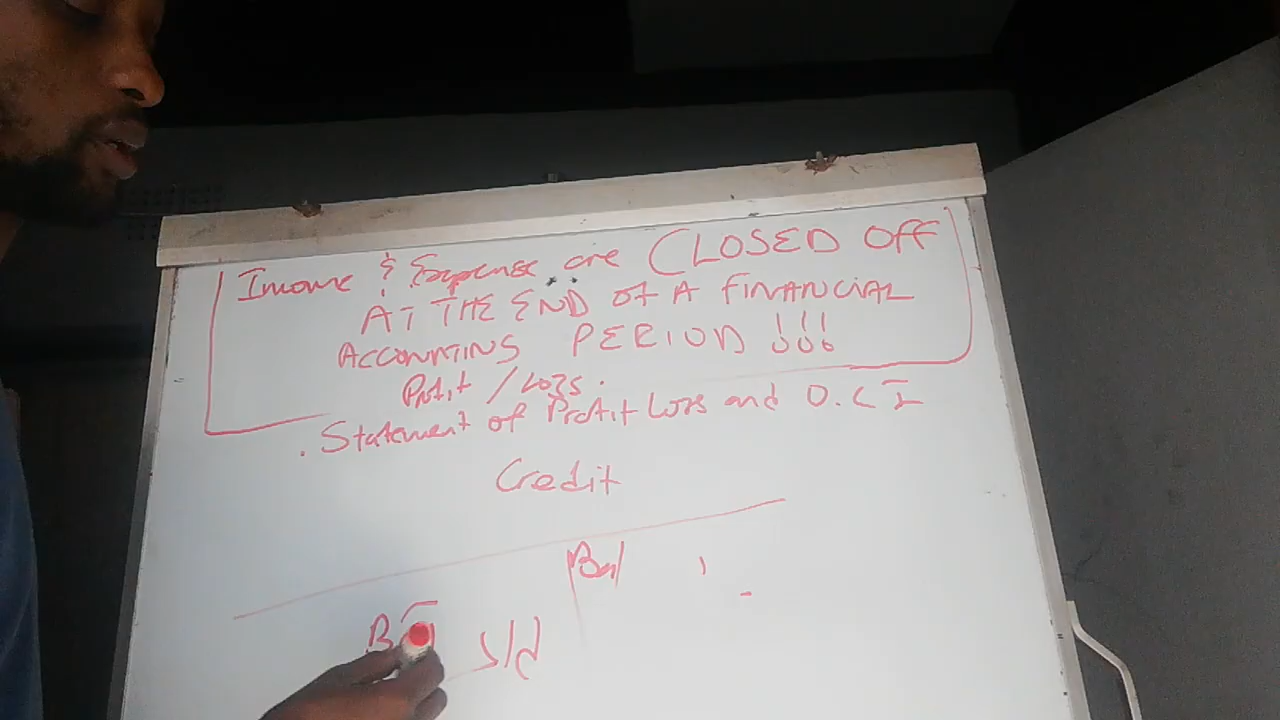 Income & Expense are CLOSED OFF
AT THE END OF A FINANCIAL
ACCOUNTING PERIOD !!!
Profit / Loss.
. Statement of Profit Loss and O.C I
Credit
Bal